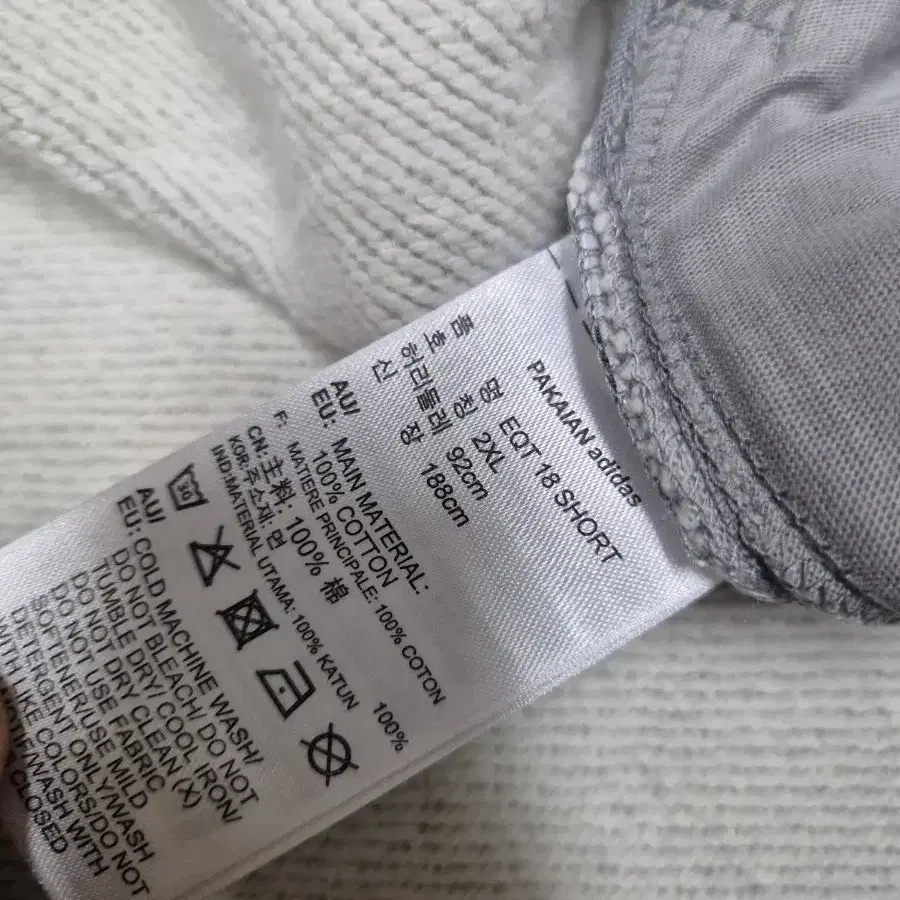 PAKAIAN adidas
품 명 EQT 18 SHORT
호 칭 2XL
허리둘레 92cm
신 장 188cm
AU/
EU: MAIN MATERIAL:
100% COTTON
F: MATIERE PRINCIPALE: 100% COTON
CN: 主料: 100% 棉
KOR: 주소재: 면 100%
IND: MATERIAL UTAMA: 100% KATUN
30
AU/
EU: COLD MACHINE WASH/
DO NOT BLEACH/ DO NOT
TUMBLE DRY/ COOL IRON/
DO NOT DRY CLEAN (X)
DO NOT USE FABRIC
SOFTENER/USE MILD
DETERGENT ONLY/WASH
WITH LIKE COLORS/DO NOT
WASH WITH
CLOSED